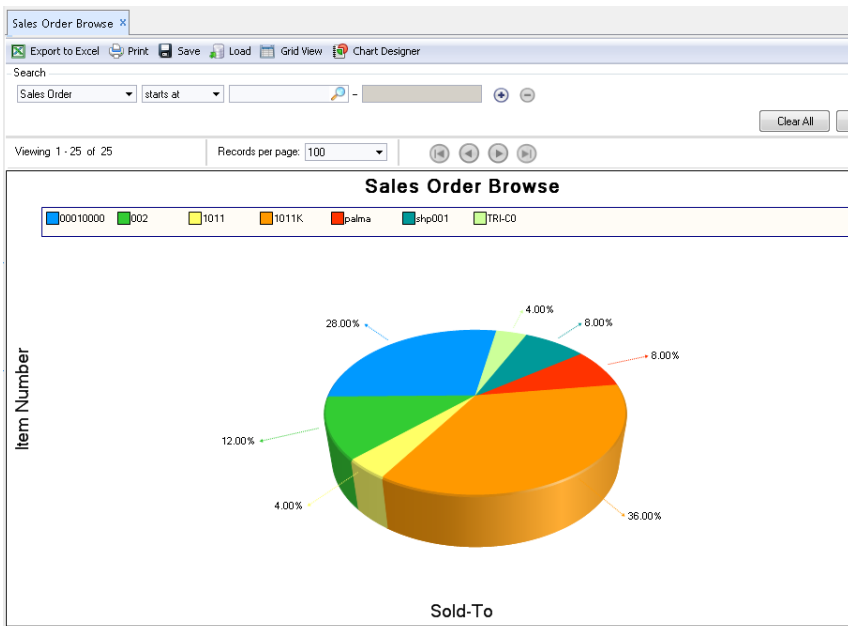 Sales Order Browse ×
Export to Excel Print Save Load Grid View Chart Designer
Search
Sales Order starts at –
Clear All
Viewing 1 - 25 of 25 Records per page: 100
Sales Order Browse
00010000 002 1011 1011K palma shp001 TRI-CO
4.00%
28.00% 8.00%
8.00%
Item Number
12.00%
4.00%
36.00%
Sold-To